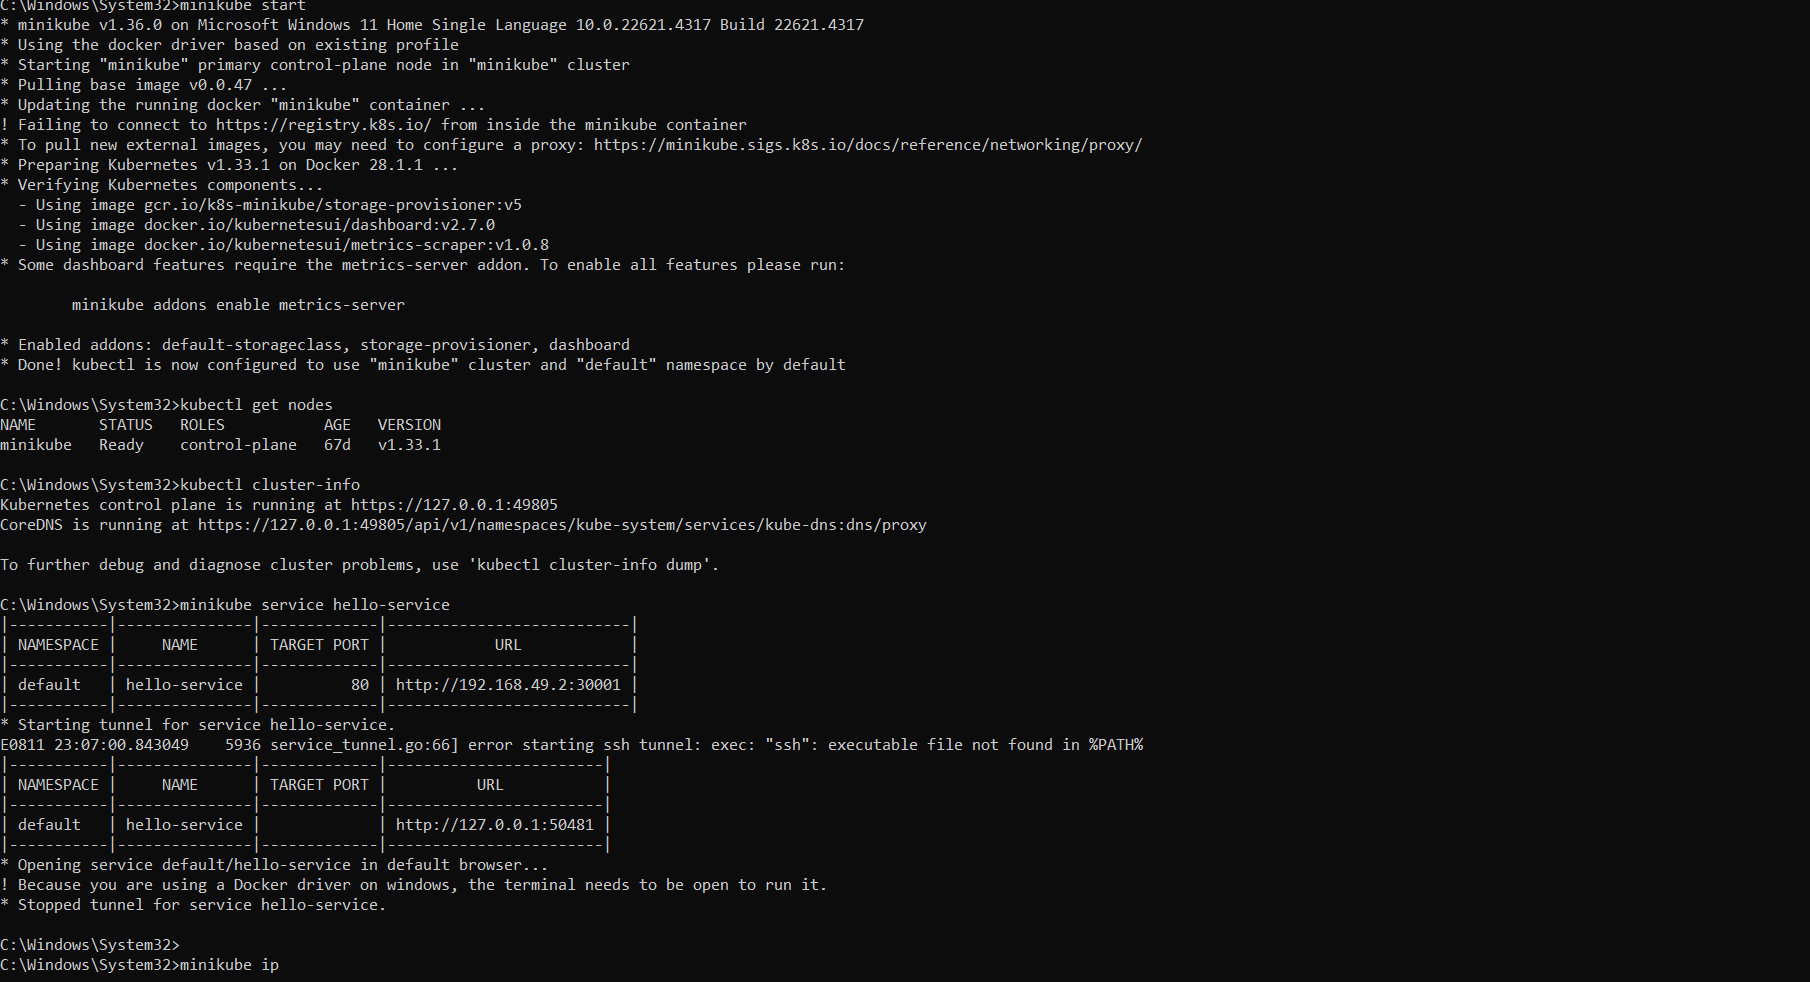 C:\Windows\System32>minikube start
* minikube v1.36.0 on Microsoft Windows 11 Home Single Language 10.0.22621.4317 Build 22621.4317
* Using the docker driver based on existing profile
* Starting "minikube" primary control-plane node in "minikube" cluster
* Pulling base image v0.0.47 ...
* Updating the running docker "minikube" container ...
! Failing to connect to https://registry.k8s.io/ from inside the minikube container
* To pull new external images, you may need to configure a proxy: https://minikube.sigs.k8s.io/docs/reference/networking/proxy/
* Preparing Kubernetes v1.33.1 on Docker 28.1.1 ...
* Verifying Kubernetes components...
  - Using image gcr.io/k8s-minikube/storage-provisioner:v5
  - Using image docker.io/kubernetesui/dashboard:v2.7.0
  - Using image docker.io/kubernetesui/metrics-scraper:v1.0.8
* Some dashboard features require the metrics-server addon. To enable all features please run:
        minikube addons enable metrics-server
* Enabled addons: default-storageclass, storage-provisioner, dashboard
* Done! kubectl is now configured to use "minikube" cluster and "default" namespace by default
C:\Windows\System32>kubectl get nodes
NAME       STATUS   ROLES           AGE   VERSION
minikube   Ready    control-plane   67d   v1.33.1
C:\Windows\System32>kubectl cluster-info
Kubernetes control plane is running at https://127.0.0.1:49805
CoreDNS is running at https://127.0.0.1:49805/api/v1/namespaces/kube-system/services/kube-dns:dns/proxy
To further debug and diagnose cluster problems, use 'kubectl cluster-info dump'.
C:\Windows\System32>minikube service hello-service
|-----------|---------------|-------------|---------------------------|
| NAMESPACE |     NAME      | TARGET PORT |            URL            |
|-----------|---------------|-------------|---------------------------|
| default   | hello-service |          80 | http://192.168.49.2:30001 |
|-----------|---------------|-------------|---------------------------|
* Starting tunnel for service hello-service.
E0811 23:07:00.843049    5936 service_tunnel.go:66] error starting ssh tunnel: exec: "ssh": executable file not found in %PATH%
|-----------|---------------|-------------|------------------------|
| NAMESPACE |     NAME      | TARGET PORT |          URL           |
|-----------|---------------|-------------|------------------------|
| default   | hello-service |             | http://127.0.0.1:50481 |
|-----------|---------------|-------------|------------------------|
* Opening service default/hello-service in default browser...
! Because you are using a Docker driver on windows, the terminal needs to be open to run it.
* Stopped tunnel for service hello-service.
C:\Windows\System32>
C:\Windows\System32>minikube ip